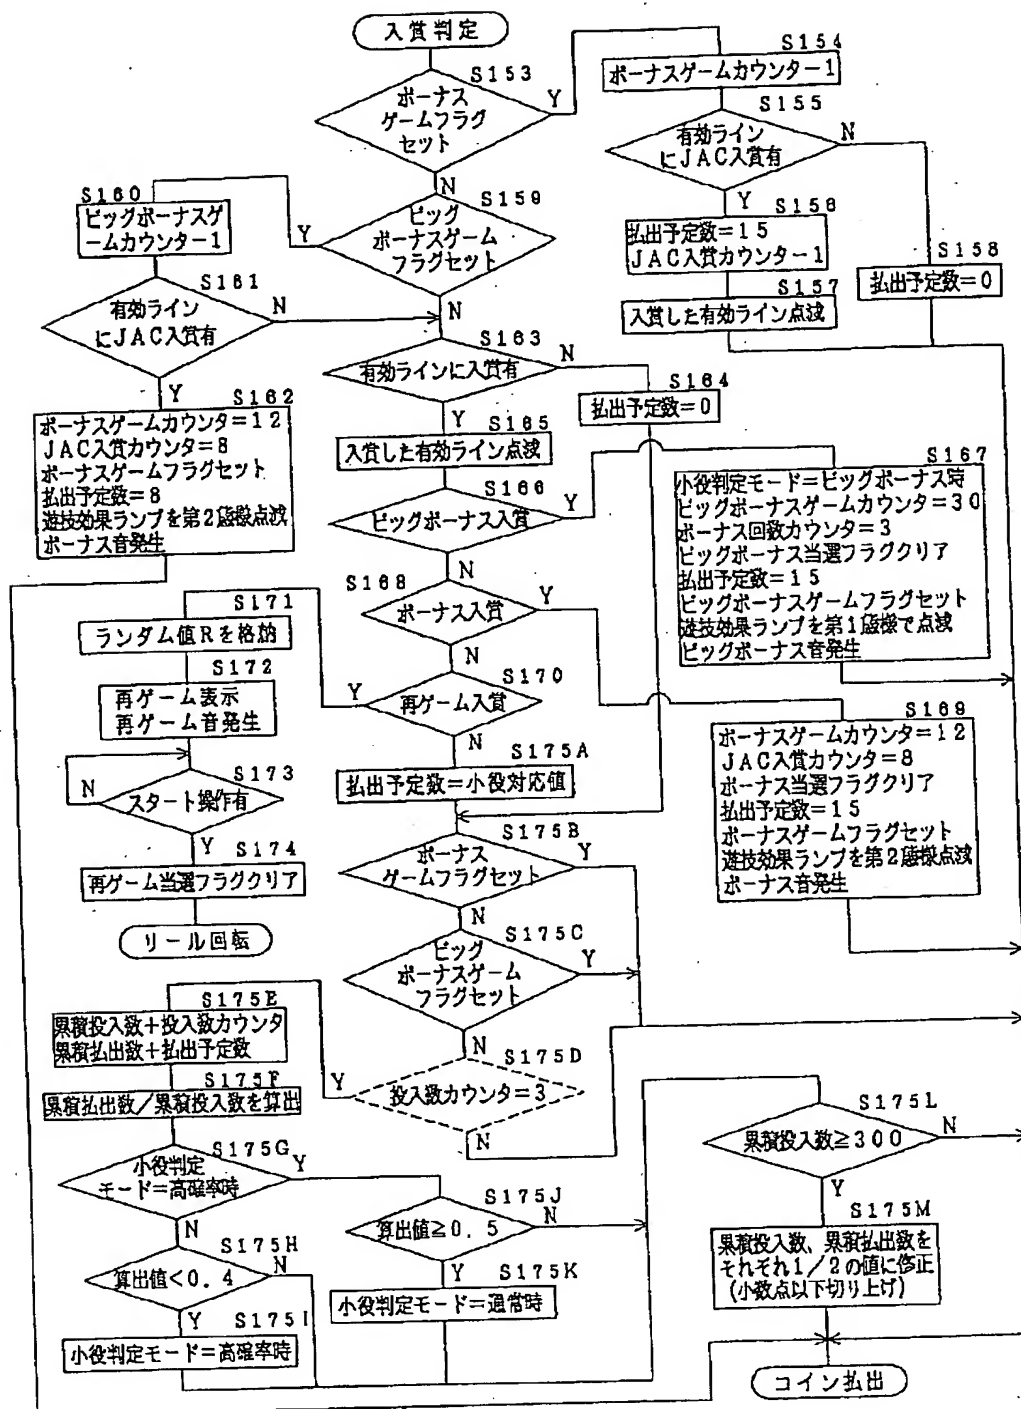 入賞判定
S153
ボーナス
ゲームフラグ
セット
Y
N
S154
ボーナスゲームカウンター1
S155
有効ライン
にJAC入賞有
N
Y
S156
払出予定数=15
JAC入賞カウンター1
S157
入賞した有効ライン点滅
S158
払出予定数=0
S159
ビッグ
ボーナスゲーム
フラグセット
Y
N
S160
ビッグボーナスゲ
ームカウンター1
S161
有効ライン
にJAC入賞有
N
Y
S162
ボーナスゲームカウンタ=12
JAC入賞カウンタ=8
ボーナスゲームフラグセット
払出予定数=8
遊技効果ランプを第2態様点滅
ボーナス音発生
S163
有効ラインに入賞有
N
Y
S164
払出予定数=0
S165
入賞した有効ライン点滅
S166
ビッグボーナス入賞
Y
N
S167
小役判定モード=ビッグボーナス時
ビッグボーナスゲームカウンター=30
ボーナス回数カウンタ=3
ビッグボーナス当選フラグクリア
払出予定数=15
ビッグボーナスゲームフラグセット
遊技効果ランプを第1態様で点滅
ビッグボーナス音発生
S168
ボーナス入賞
Y
N
S169
ボーナスゲームカウンター=12
JAC入賞カウンター=8
ボーナス当選フラグクリア
払出予定数=15
ボーナスゲームフラグセット
遊技効果ランプを第2態様点滅
ボーナス音発生
S170
再ゲーム入賞
Y
N
S171
ランダム値Rを格納
S172
再ゲーム表示
再ゲーム音発生
S173
スタート操作有
N
Y
S174
再ゲーム当選フラグクリア
リール回転
S175A
払出予定数=小役対応値
S175B
ボーナス
ゲームフラグセット
Y
N
S175C
ビッグ
ボーナスゲーム
フラグセット
Y
N
S175D
投入数カウンタ=3
Y
N
S175E
累積投入数+投入数カウンタ
累積払出数+払出予定数
S175F
累積払出数/累積投入数を算出
S175G
小役判定
モード=高確率時
Y
N
S175H
算出値<0.4
N
Y
S175I
小役判定モード=高確率時
S175J
算出値≧0.5
N
Y
S175K
小役判定モード=通常時
S175L
累積投入数≧300
N
Y
S175M
累積投入数、累積払出数を
それぞれ1/2の値に修正
(小数点以下切り上げ)
コイン払出